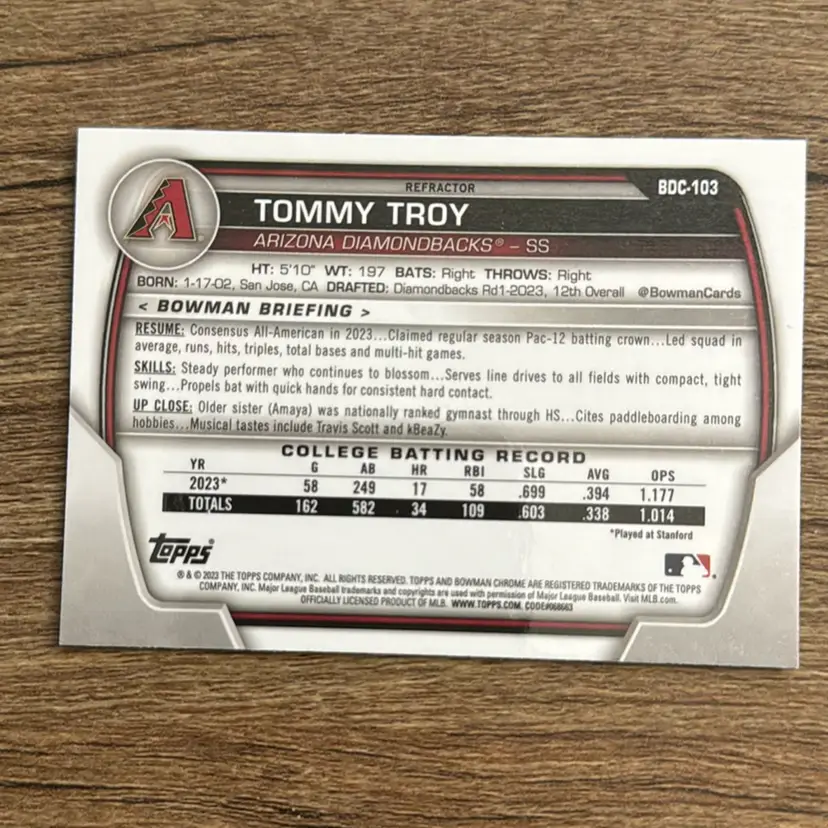 REFRACTOR
BDC-103
TOMMY TROY
ARIZONA DIAMONDBACKS® – SS
HT: 5'10" WT: 197 BATS: Right THROWS: Right
BORN: 1-17-02, San Jose, CA DRAFTED: Diamondbacks Rd1-2023, 12th Overall @BowmanCards
< BOWMAN BRIEFING >
RESUME: Consensus All-American in 2023...Claimed regular season Pac-12 batting crown...Led squad in
average, runs, hits, triples, total bases and multi-hit games.
SKILLS: Steady performer who continues to blossom...Serves line drives to all fields with compact, tight
swing...Propels bat with quick hands for consistent hard contact.
UP CLOSE: Older sister (Amaya) was nationally ranked gymnast through HS...Cites paddleboarding among
hobbies...Musical tastes include Travis Scott and kBeaZy.
COLLEGE BATTING RECORD
YR G AB HR RBI SLG AVG OPS
2023* 58 249 17 58 .699 .394 1.177
TOTALS 162 582 34 109 .603 .338 1.014
*Played at Stanford
topps®
® & © 2023 THE TOPPS COMPANY, INC. ALL RIGHTS RESERVED. TOPPS AND BOWMAN CHROME ARE REGISTERED TRADEMARKS OF THE TOPPS
COMPANY, INC. Major League Baseball trademarks and copyrights are used with permission of Major League Baseball. Visit MLB.com.
OFFICIALLY LICENSED PRODUCT OF MLB. WWW.TOPPS.COM. CODE#068663